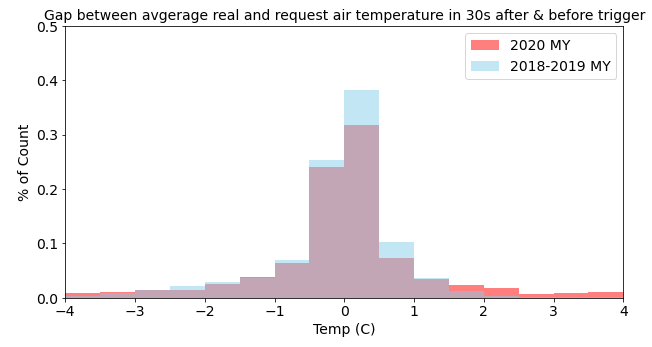 Gap between avgerage real and request air temperature in 30s after & before trigger
0.5
0.4
0.3
0.2
0.1
0.0
% of Count
2020 MY
2018-2019 MY
−4 −3 −2 −1 0 1 2 3 4
Temp (C)